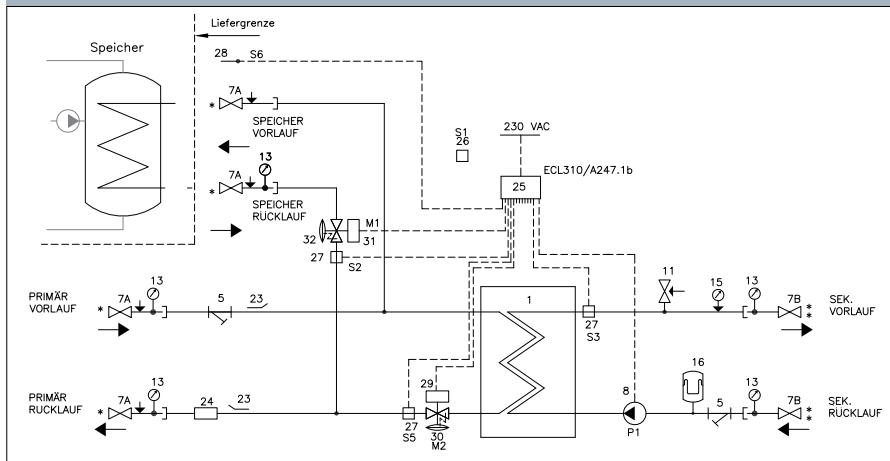 Liefergrenze
Speicher
28
S6
7A
*
SPEICHER
VORLAUF
S1
26
230 VAC
ECL310/A247.1b
25
13
7A
*
SPEICHER
RÜCKLAUF
M1
32
31
27
S2
PRIMÄR
VORLAUF
*
7A
13
5
23
1
27
S3
11
15
13
7B
*
*
SEK.
VORLAUF
PRIMÄR
RUCKLAUF
*
7A
13
24
23
27
S5
29
30
M2
8
P1
16
5
13
7B
*
*
SEK.
RÜCKLAUF